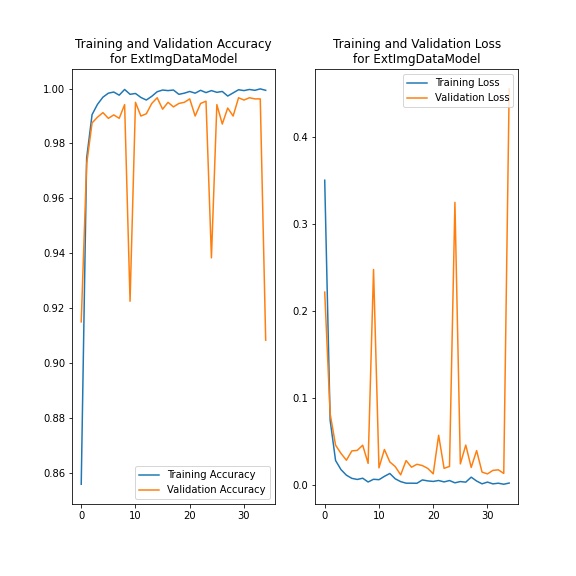 Training and Validation Accuracy
for ExtImgDataModel
1.00
0.98
0.96
0.94
0.92
0.90
0.88
0.86
0
10
20
30
Training Accuracy
Validation Accuracy
Training and Validation Loss
for ExtImgDataModel
0.4
0.3
0.2
0.1
0.0
0
10
20
30
Training Loss
Validation Loss